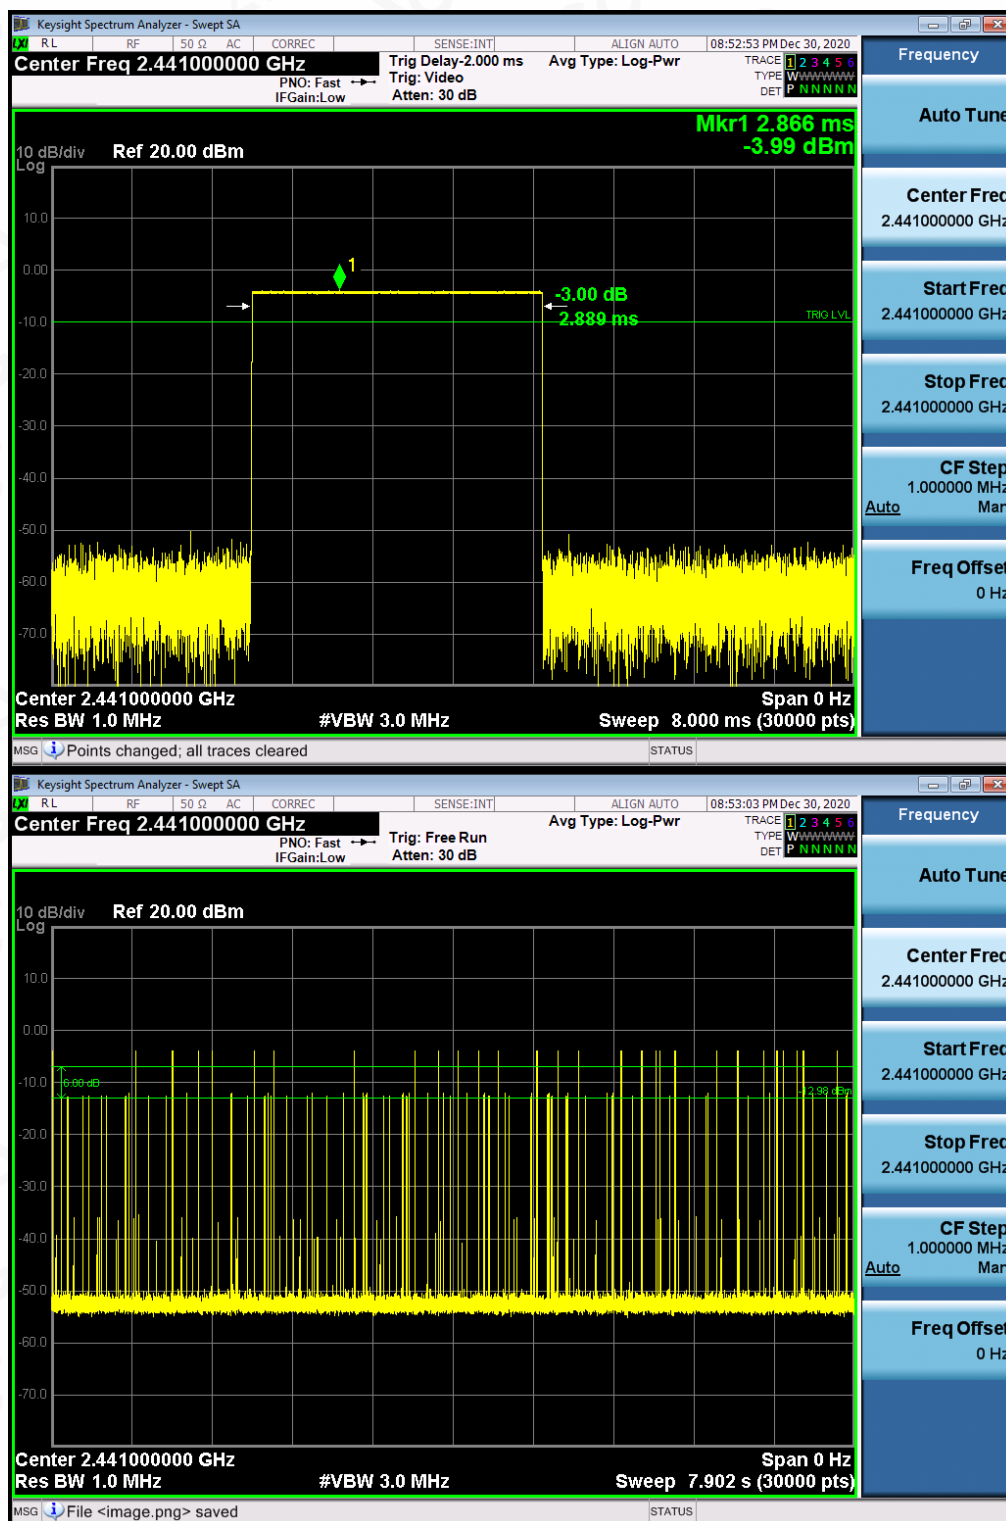 Keysight Spectrum Analyzer - Swept SA
LXI RL RF 50 Ω AC CORREC SENSE:INT ALIGN AUTO 08:52:53 PM Dec 30, 2020
Center Freq 2.441000000 GHz
PNO: Fast
IFGain:Low
Trig Delay-2.000 ms
Trig: Video
Atten: 30 dB
Avg Type: Log-Pwr
TRACE 1 2 3 4 5 6
TYPE WWWWWW
DET P N N N N N
Mkr1 2.866 ms
-3.99 dBm
10 dB/div Ref 20.00 dBm
Log
10.0
0.00
-10.0
-20.0
-30.0
-40.0
-50.0
-60.0
-70.0
1
-3.00 dB
2.889 ms
TRIG LVL
Center 2.441000000 GHz Span 0 Hz
Res BW 1.0 MHz #VBW 3.0 MHz Sweep 8.000 ms (30000 pts)
MSG Points changed; all traces cleared STATUS
Frequency
Auto Tune
Center Freq
2.441000000 GHz
Start Freq
2.441000000 GHz
Stop Freq
2.441000000 GHz
CF Step
1.000000 MHz
Auto Man
Freq Offset
0 Hz
Keysight Spectrum Analyzer - Swept SA
LXI RL RF 50 Ω AC CORREC SENSE:INT ALIGN AUTO 08:53:03 PM Dec 30, 2020
Center Freq 2.441000000 GHz
PNO: Fast
IFGain:Low
Trig: Free Run
Atten: 30 dB
Avg Type: Log-Pwr
TRACE 1 2 3 4 5 6
TYPE WWWWWW
DET P N N N N N
10 dB/div Ref 20.00 dBm
Log
10.0
0.00
-10.0
-20.0
-30.0
-40.0
-50.0
-60.0
-70.0
6.00 dB
-12.98 dBm
Center 2.441000000 GHz Span 0 Hz
Res BW 1.0 MHz #VBW 3.0 MHz Sweep 7.902 s (30000 pts)
MSG File <image.png> saved STATUS
Frequency
Auto Tune
Center Freq
2.441000000 GHz
Start Freq
2.441000000 GHz
Stop Freq
2.441000000 GHz
CF Step
1.000000 MHz
Auto Man
Freq Offset
0 Hz